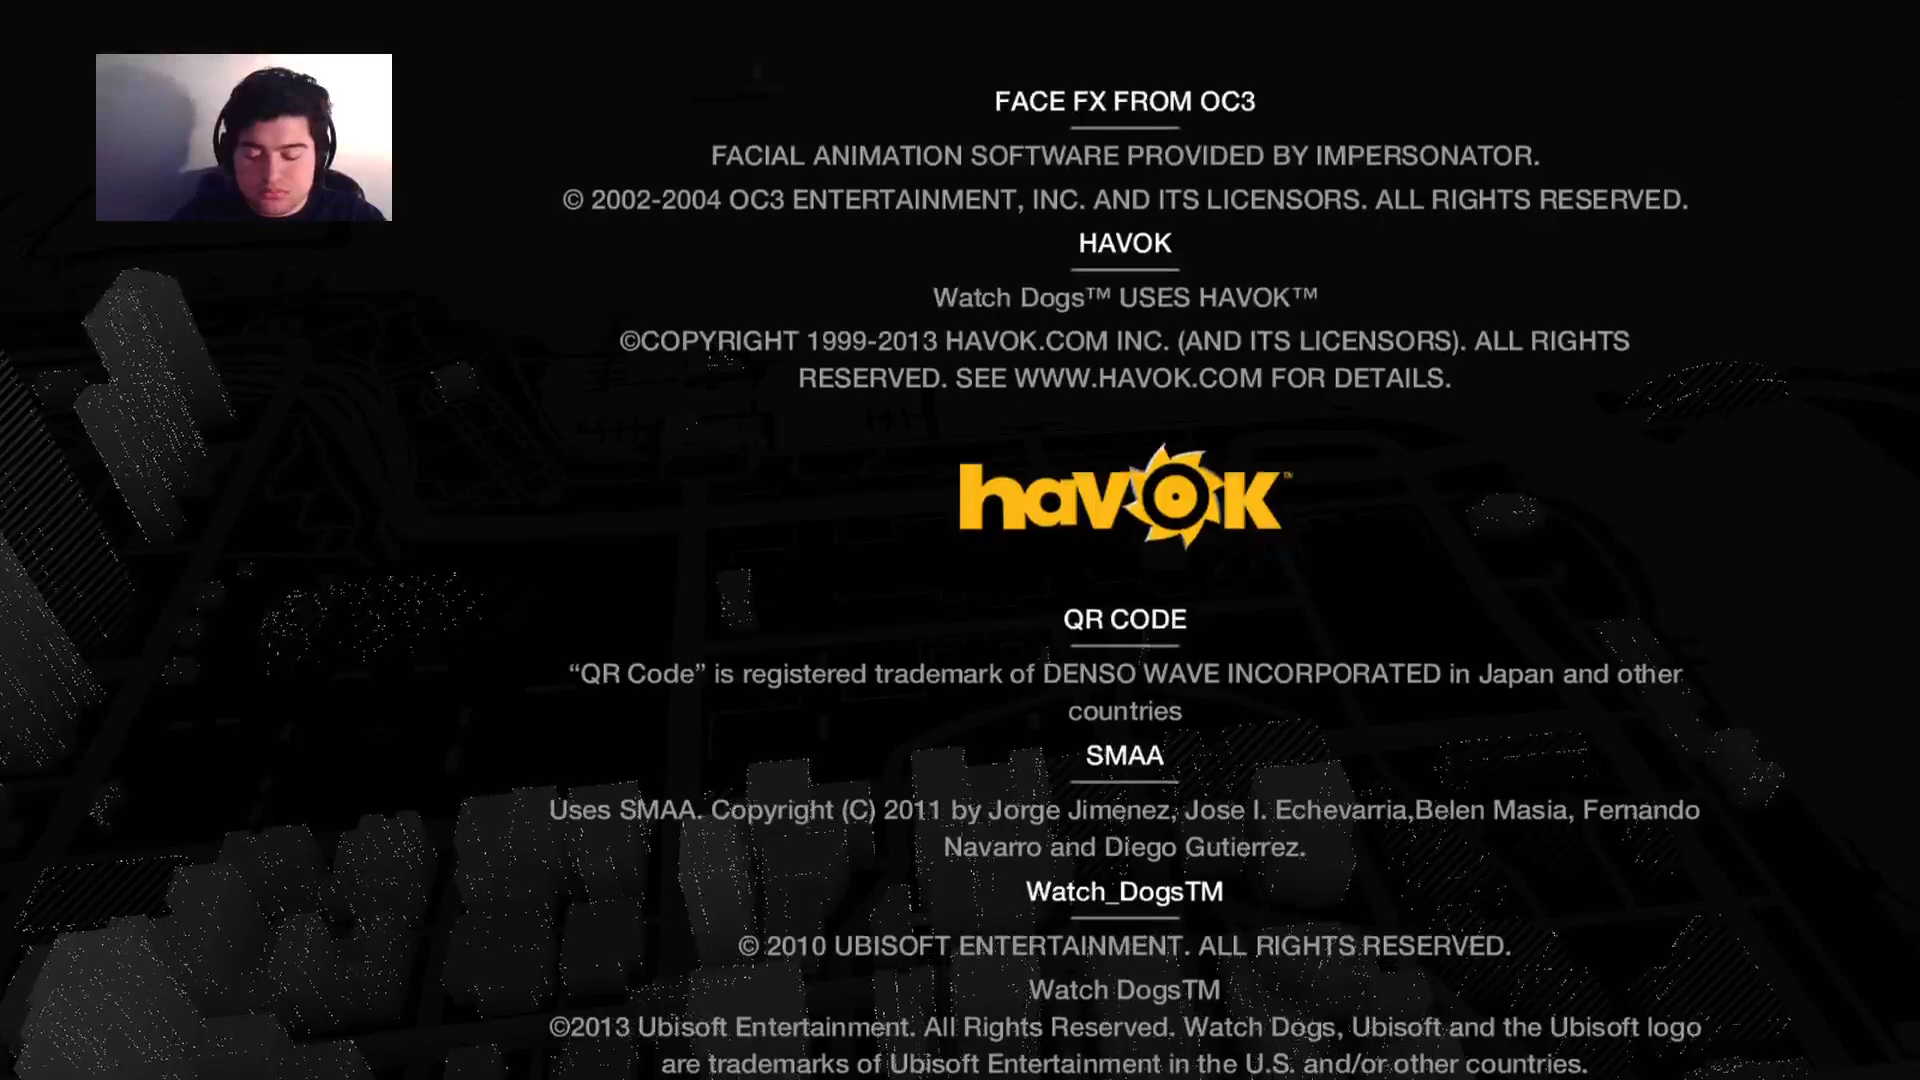 FACE FX FROM OC3
FACIAL ANIMATION SOFTWARE PROVIDED BY IMPERSONATOR.
© 2002-2004 OC3 ENTERTAINMENT, INC. AND ITS LICENSORS. ALL RIGHTS RESERVED.
HAVOK
Watch Dogs™ USES HAVOK™
©COPYRIGHT 1999-2013 HAVOK.COM INC. (AND ITS LICENSORS). ALL RIGHTS
RESERVED. SEE WWW.HAVOK.COM FOR DETAILS.
havok™
QR CODE
“QR Code” is registered trademark of DENSO WAVE INCORPORATED in Japan and other
countries
SMAA
Uses SMAA. Copyright (C) 2011 by Jorge Jimenez, Jose I. Echevarria,Belen Masia, Fernando
Navarro and Diego Gutierrez.
Watch_DogsTM
© 2010 UBISOFT ENTERTAINMENT. ALL RIGHTS RESERVED.
Watch DogsTM
©2013 Ubisoft Entertainment. All Rights Reserved. Watch Dogs, Ubisoft and the Ubisoft logo
are trademarks of Ubisoft Entertainment in the U.S. and/or other countries.